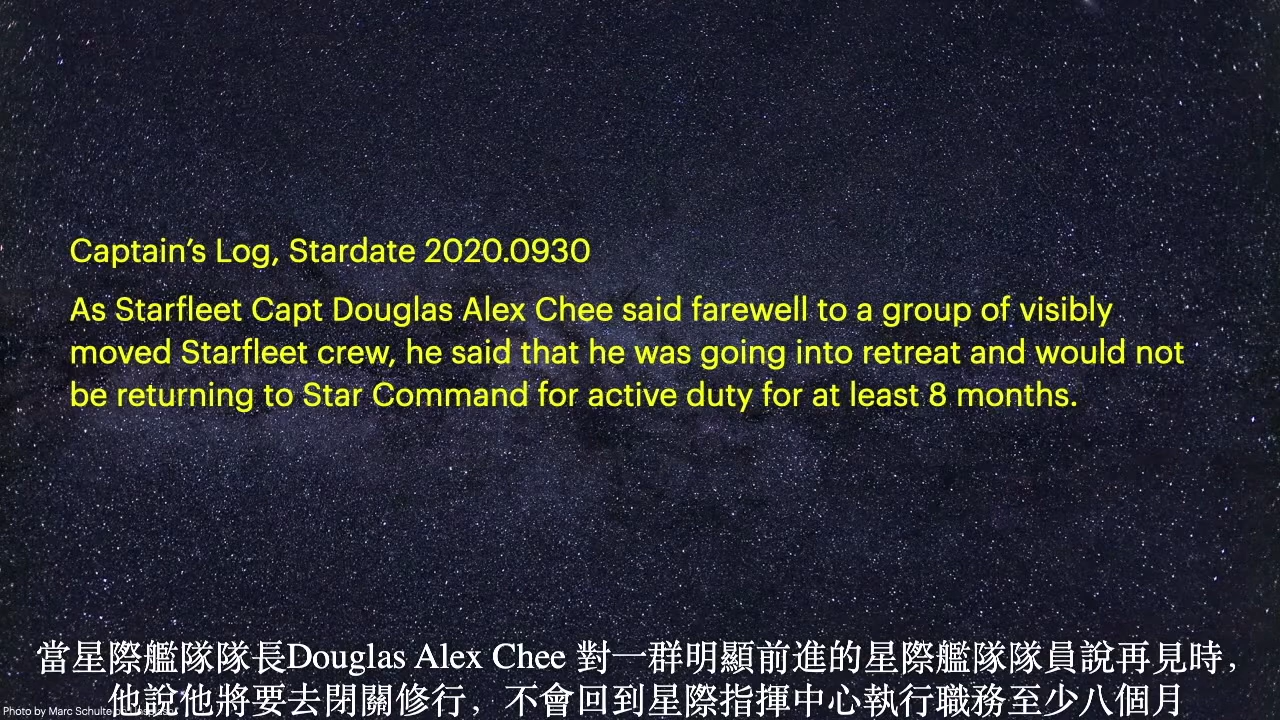 Captain’s Log, Stardate 2020.0930
As Starfleet Capt Douglas Alex Chee said farewell to a group of visibly
moved Starfleet crew, he said that he was going into retreat and would not
be returning to Star Command for active duty for at least 8 months.
當星際艦隊隊長Douglas Alex Chee 對一群明顯前進的星際艦隊隊員說再見時，
他說他將要去閉關修行，不會回到星際指揮中心執行職務至少八個月
Photo by Marc Schulte